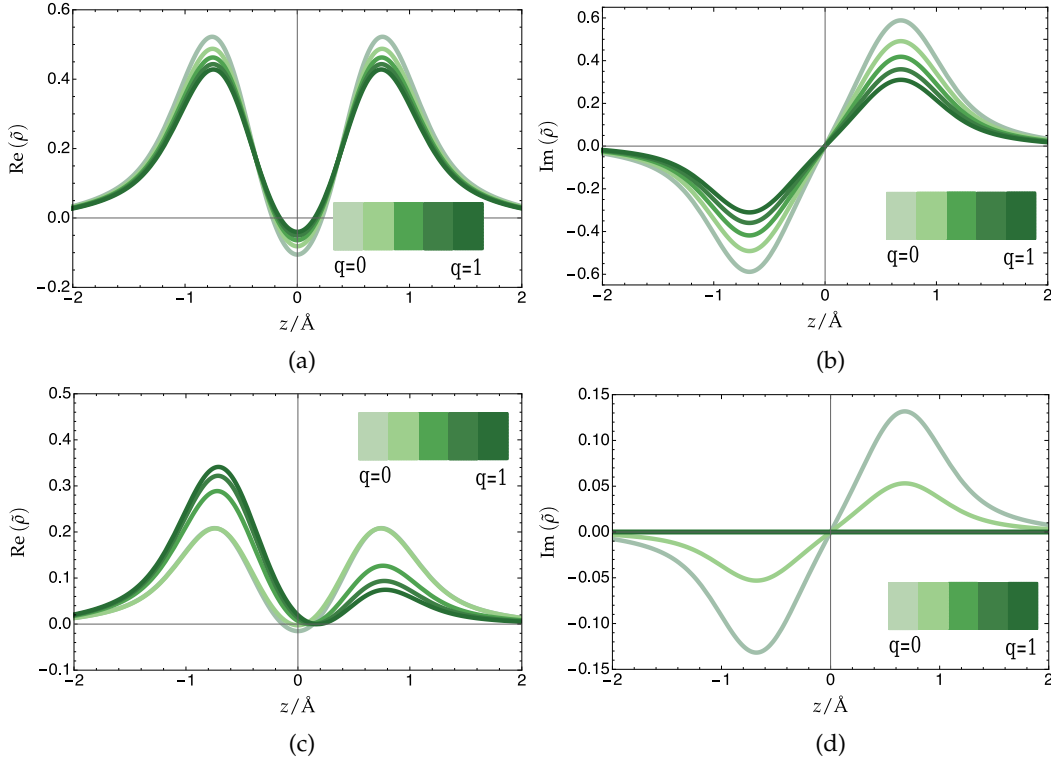 0.6
0.4
0.2
0.0
−0.2
Re (ρ̃)
−2
−1
0
1
2
z/Å
q=0
q=1
(a)
0.6
0.4
0.2
0.0
−0.2
−0.4
−0.6
Im (ρ̃)
−2
−1
0
1
2
z/Å
q=0
q=1
(b)
0.5
0.4
0.3
0.2
0.1
0.0
−0.1
Re (ρ̃)
−2
−1
0
1
2
z/Å
q=0
q=1
(c)
0.15
0.10
0.05
0.00
−0.05
−0.10
−0.15
Im (ρ̃)
−2
−1
0
1
2
z/Å
q=0
q=1
(d)